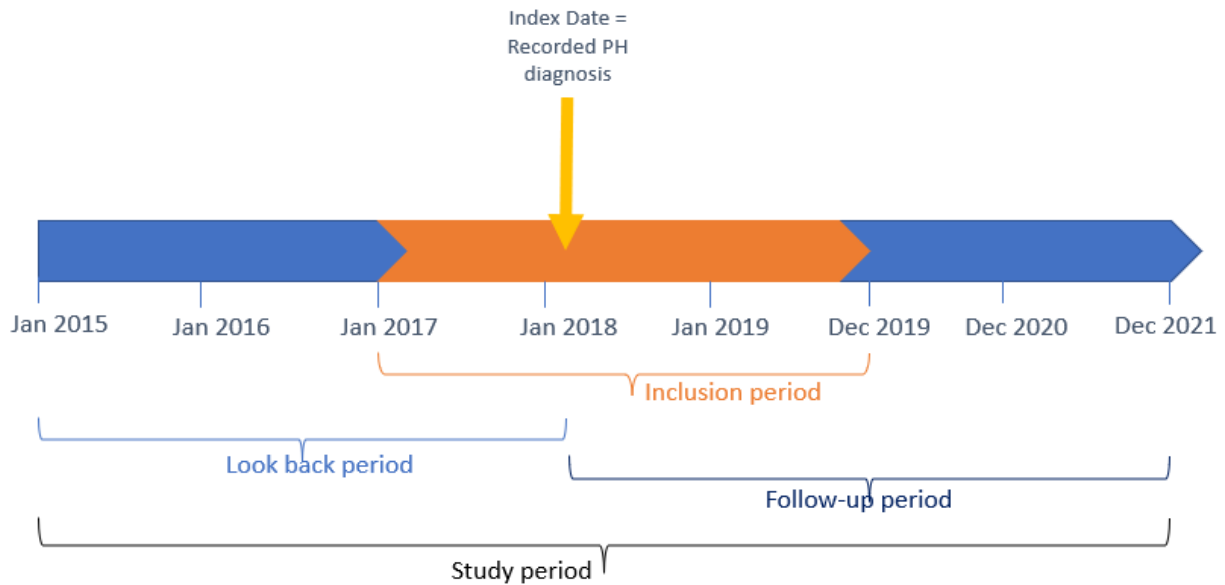 Index Date =
Recorded PH
diagnosis
Jan 2015
Jan 2016
Jan 2017
Jan 2018
Jan 2019
Dec 2019
Dec 2020
Dec 2021
Inclusion period
Look back period
Follow-up period
Study period